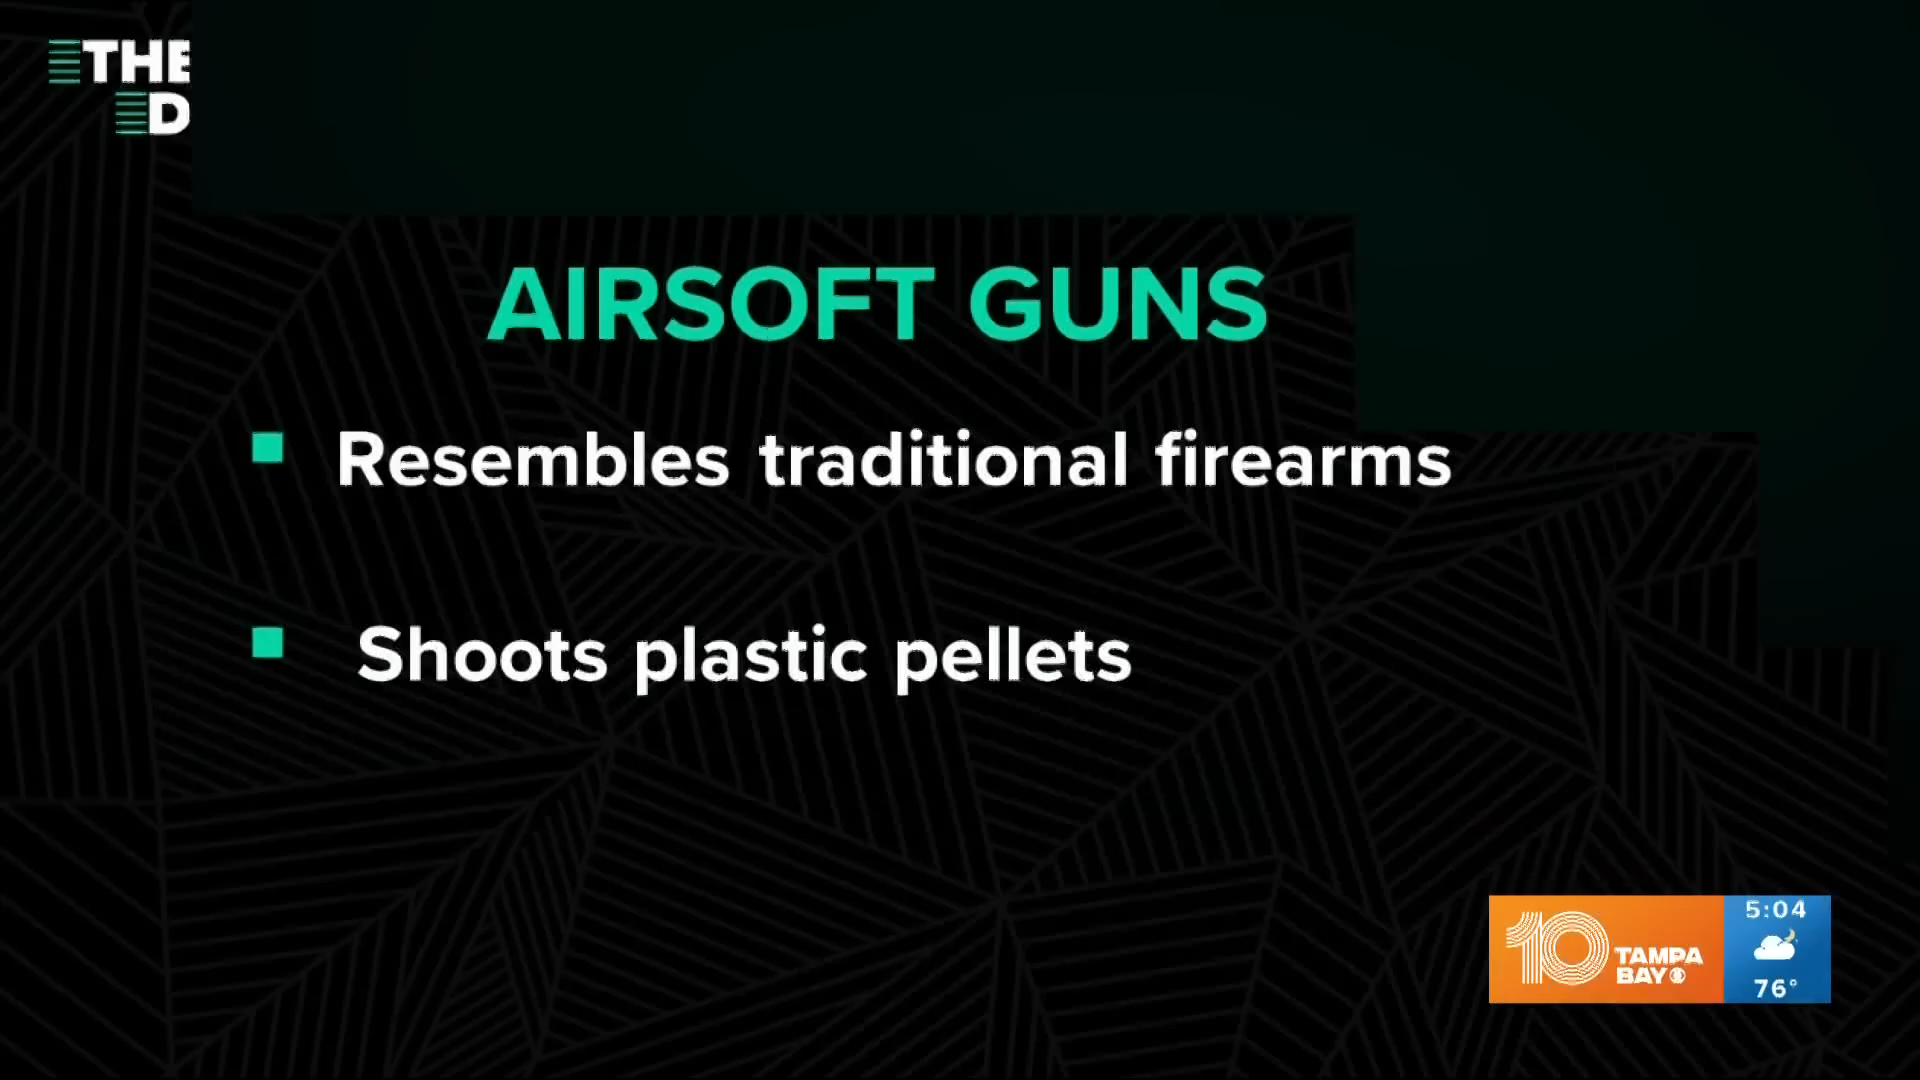 THE
D
AIRSOFT GUNS
Resembles traditional firearms
Shoots plastic pellets
10 TAMPA BAY
5:04
76°